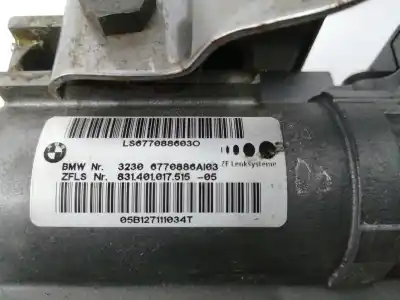 LS6770886030
BMW Nr. 3230 6770886AI03
ZF Lenksysteme
ZFLS Nr. 831.401.017.515 -05
05B127111034T